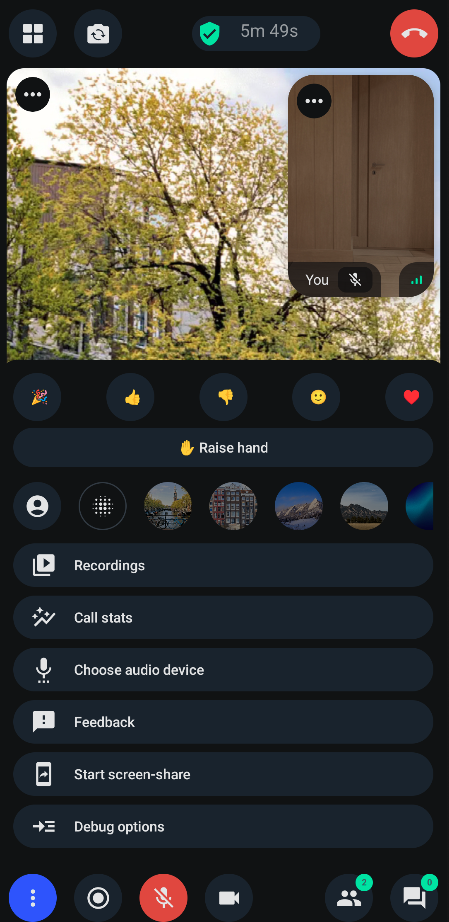 5m 49s
You
Raise hand
Recordings
Call stats
Choose audio device
Feedback
Start screen-share
Debug options
2
0